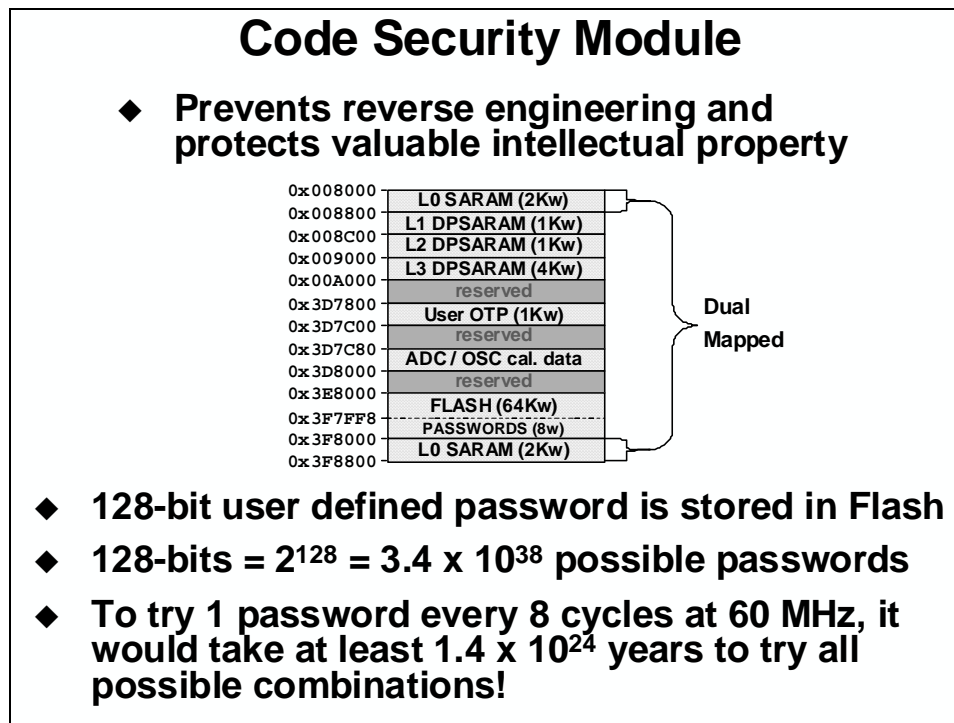 Code Security Module
◆ Prevents reverse engineering and
protects valuable intellectual property
0x008000
L0 SARAM (2Kw)
0x008800
L1 DPSARAM (1Kw)
0x008C00
L2 DPSARAM (1Kw)
0x009000
L3 DPSARAM (4Kw)
0x00A000
reserved
0x3D7800
User OTP (1Kw)
0x3D7C00
reserved
0x3D7C80
ADC / OSC cal. data
0x3D8000
reserved
0x3E8000
FLASH (64Kw)
0x3F7FF8
PASSWORDS (8w)
0x3F8000
L0 SARAM (2Kw)
0x3F8800
Dual
Mapped
◆ 128-bit user defined password is stored in Flash
◆ 128-bits = 2¹²⁸ = 3.4 x 10³⁸ possible passwords
◆ To try 1 password every 8 cycles at 60 MHz, it
would take at least 1.4 x 10²⁴ years to try all
possible combinations!